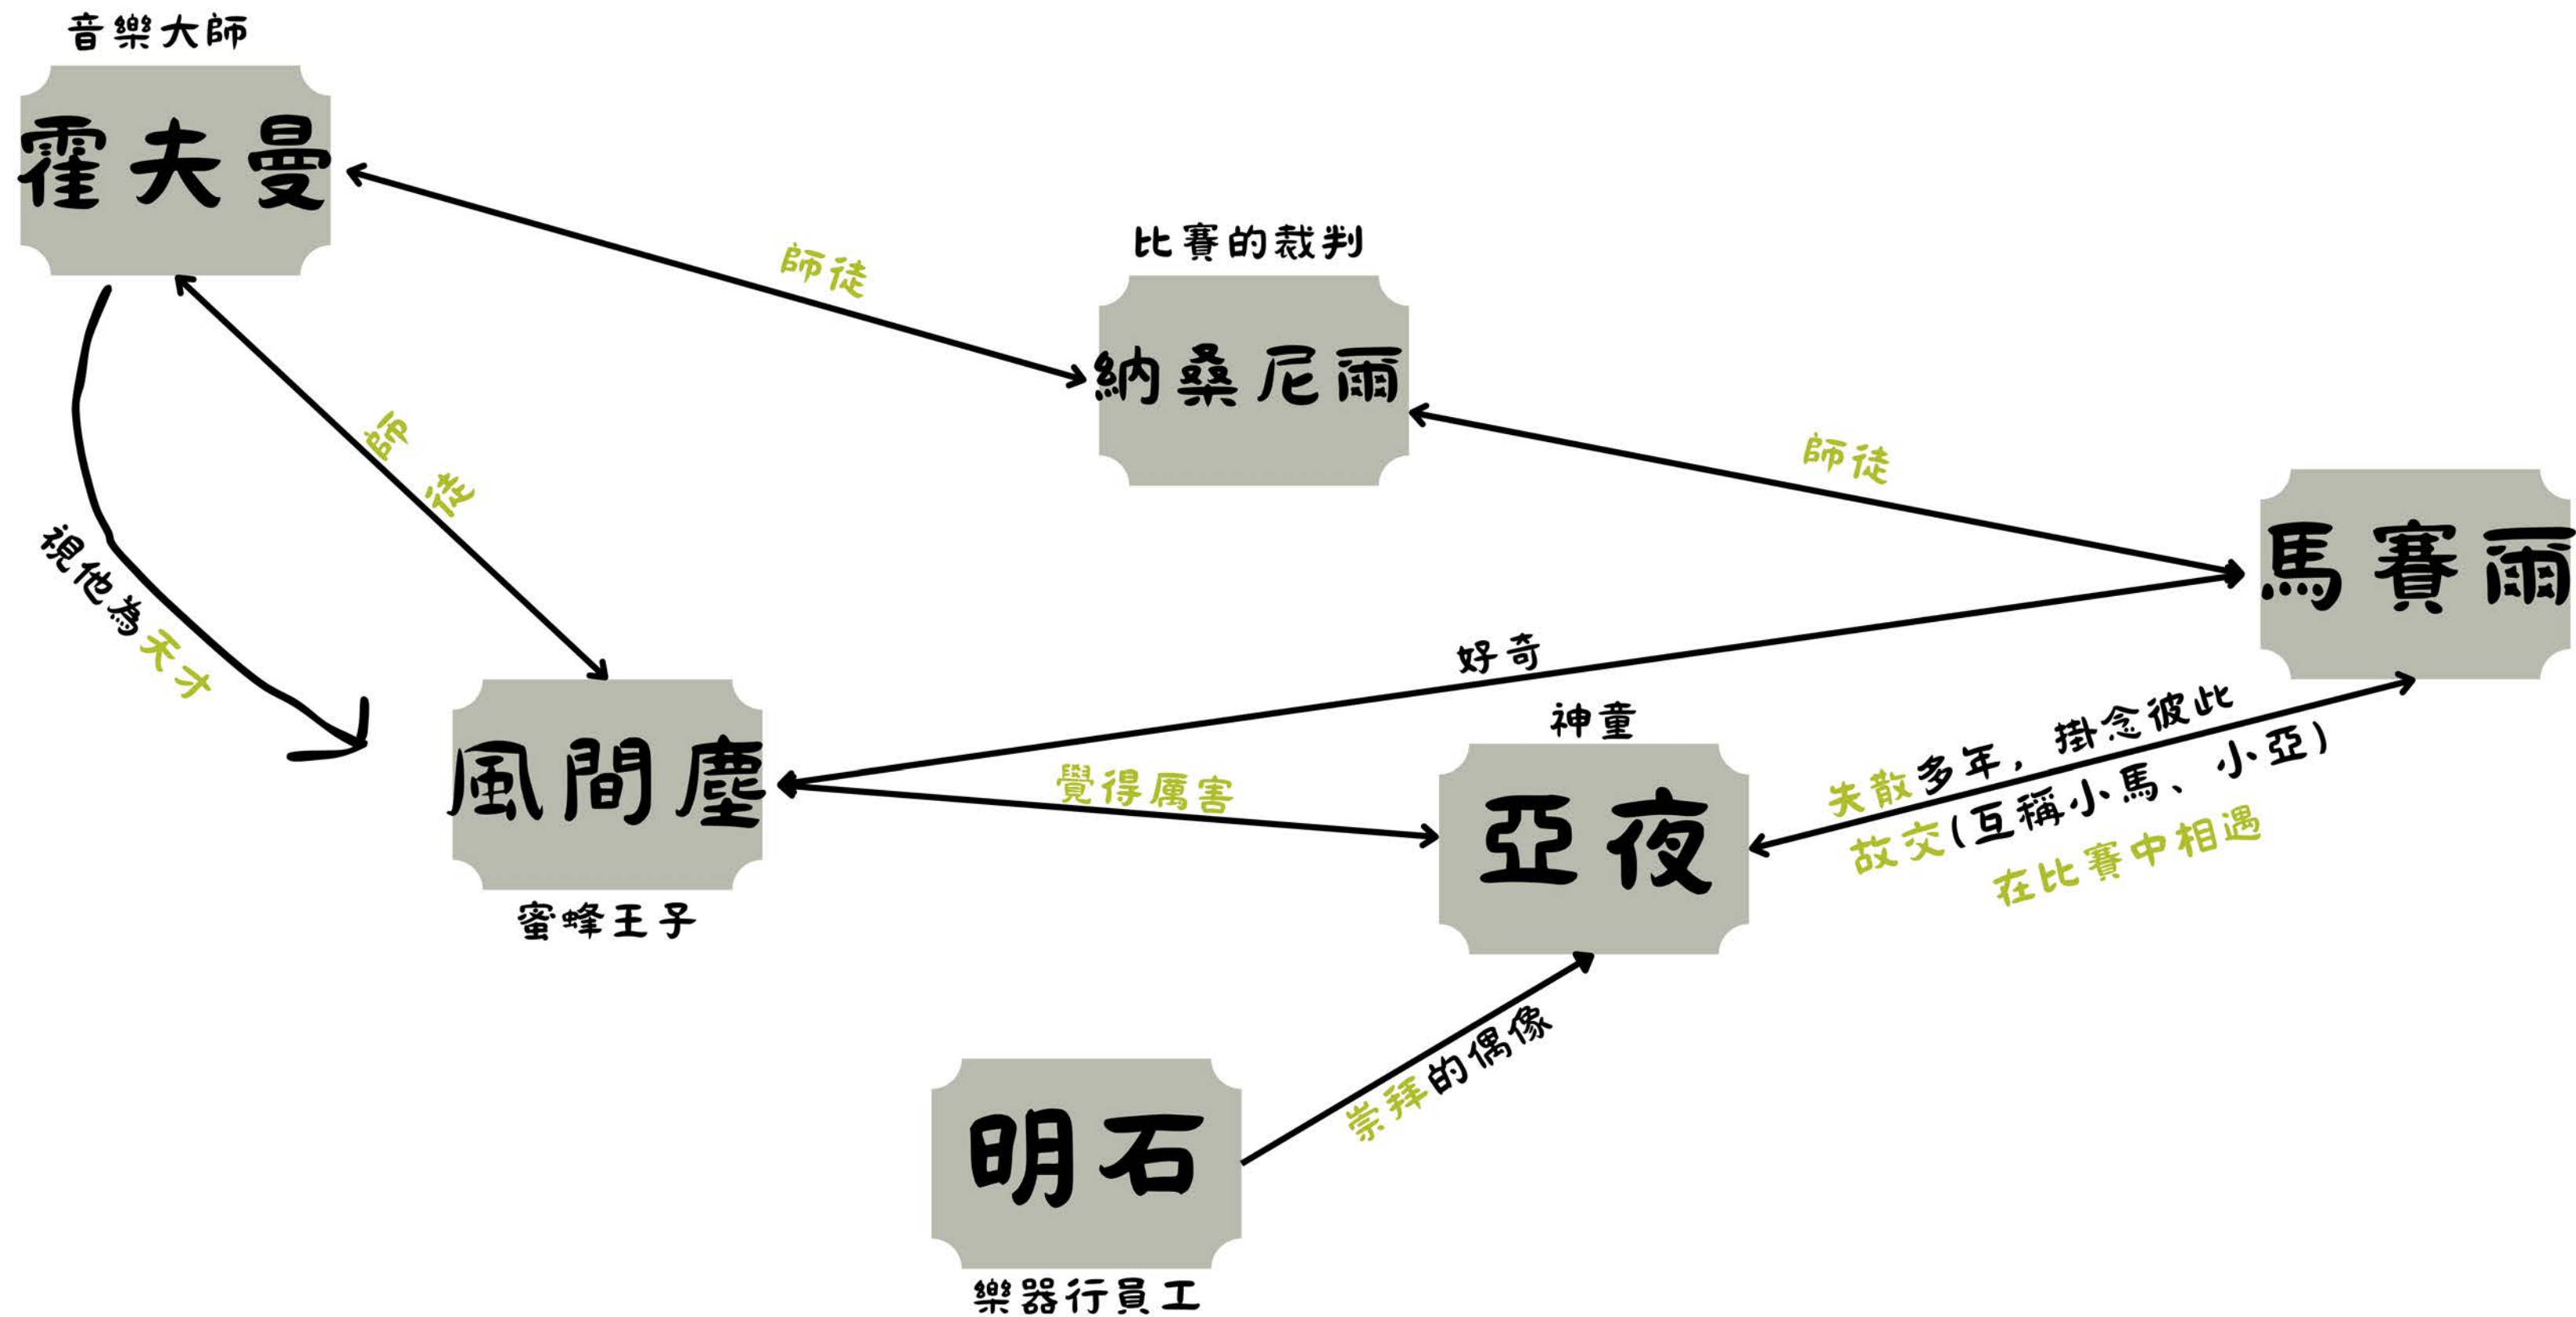 音樂大師
霍夫曼
師徒
比賽的裁判
納桑尼爾
師徒
馬賽爾
師徒
視他為天才
好奇
風間塵
蜜蜂王子
覺得厲害
神童
亞夜
失散多年，掛念彼此
故交(互稱小馬、小亞)
在比賽中相遇
崇拜的偶像
明石
樂器行員工